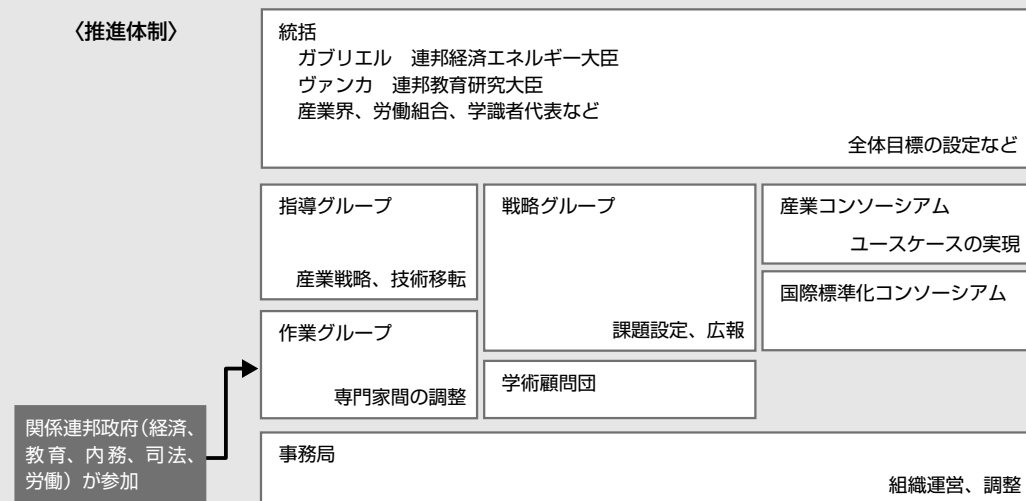 〈推進体制〉
統括
ガブリエル　連邦経済エネルギー大臣
ヴァンカ　連邦教育研究大臣
産業界、労働組合、学識者代表など
全体目標の設定など
指導グループ
産業戦略、技術移転
戦略グループ
課題設定、広報
産業コンソーシアム
ユースケースの実現
国際標準化コンソーシアム
作業グループ
専門家間の調整
学術顧問団
関係連邦政府（経済、
教育、内務、司法、
労働）が参加
事務局
組織運営、調整